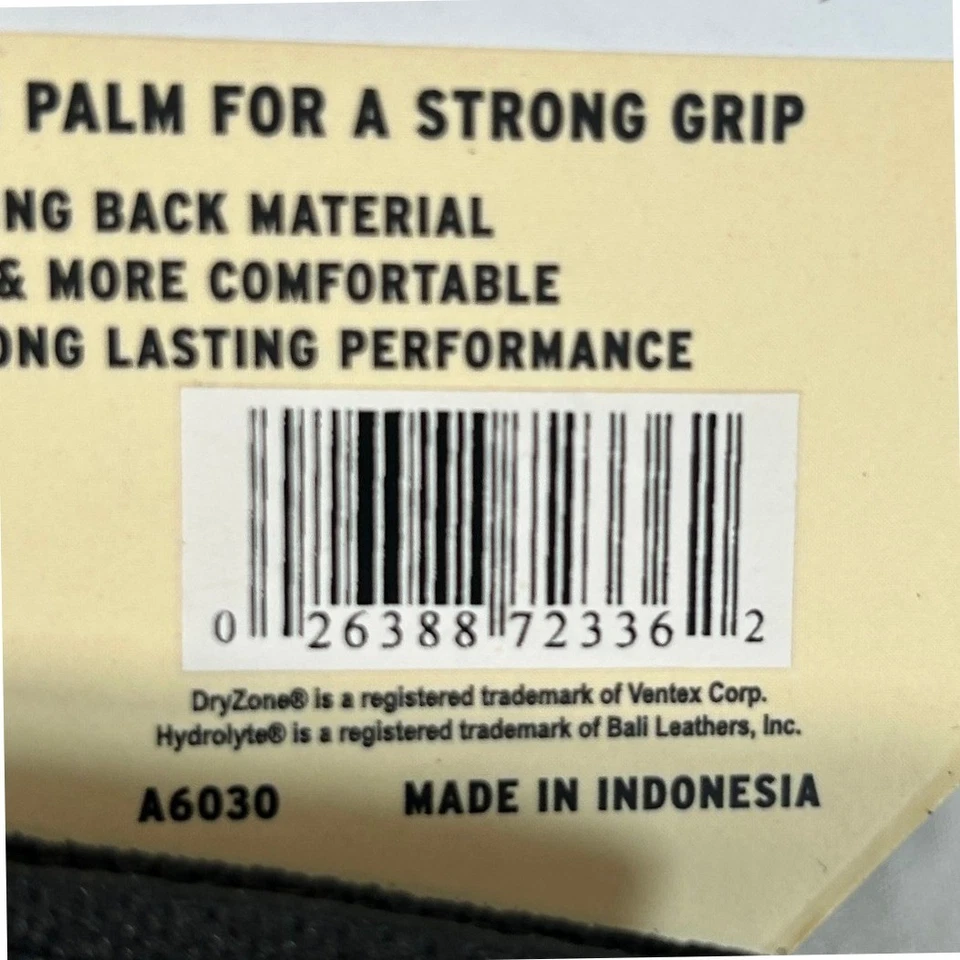 PALM FOR A STRONG GRIP
NG BACK MATERIAL
& MORE COMFORTABLE
ONG LASTING PERFORMANCE
0 26388 72336 2
DryZone® is a registered trademark of Ventex Corp.
Hydrolyte® is a registered trademark of Bali Leathers, Inc.
A6030 MADE IN INDONESIA